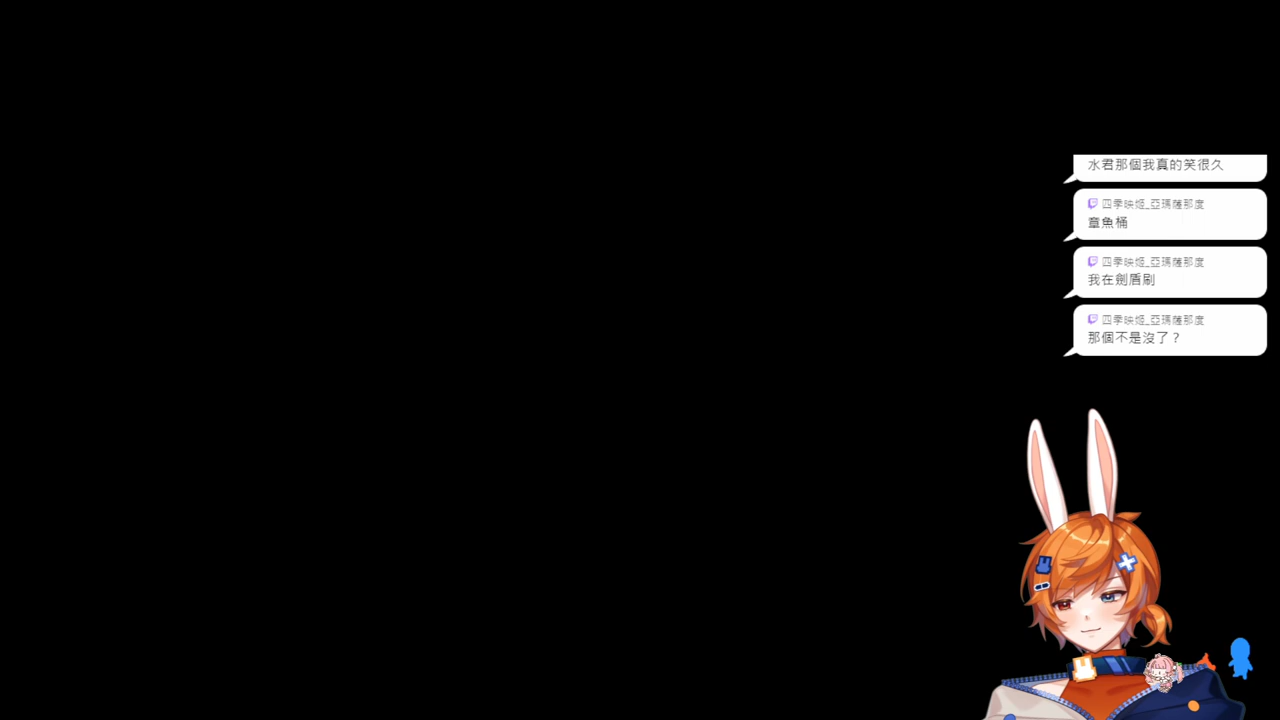 水君那個我真的笑很久
四季映姬_亞瑪薩那度
章魚桶
四季映姬_亞瑪薩那度
我在劍盾刷
四季映姬_亞瑪薩那度
那個不是沒了？